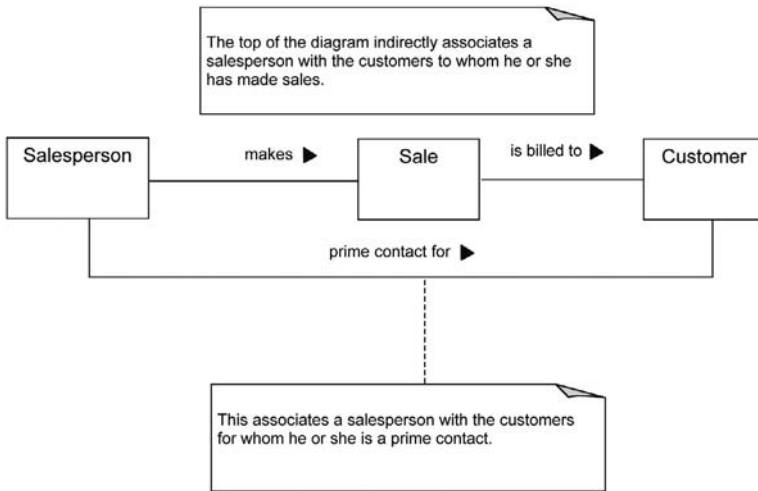 The top of the diagram indirectly associates a
salesperson with the customers to whom he or she
has made sales.
Salesperson
makes
Sale
is billed to
Customer
prime contact for
This associates a salesperson with the customers
for whom he or she is a prime contact.